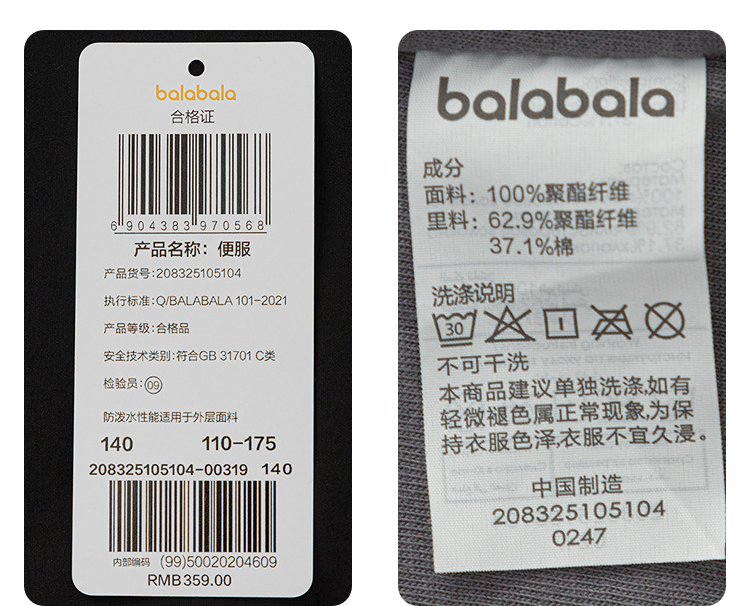 balabala
合格证
6904383970568
产品名称：便服
产品货号:208325105104
执行标准:Q/BALABALA 101-2021
产品等级:合格品
安全技术类别:符合GB 31701 C类
检验员:09
防泼水性能适用于外层面料
140 110-175
208325105104-00319 140
内部编码 (99)50020204609
RMB359.00
balabala
成分
面料：100%聚酯纤维
里料：62.9%聚酯纤维
37.1%棉
洗涤说明
30
不可干洗
本商品建议单独洗涤,如有
轻微褪色属正常现象,为保
持衣服色泽,衣服不宜久浸。
中国制造
208325105104
0247